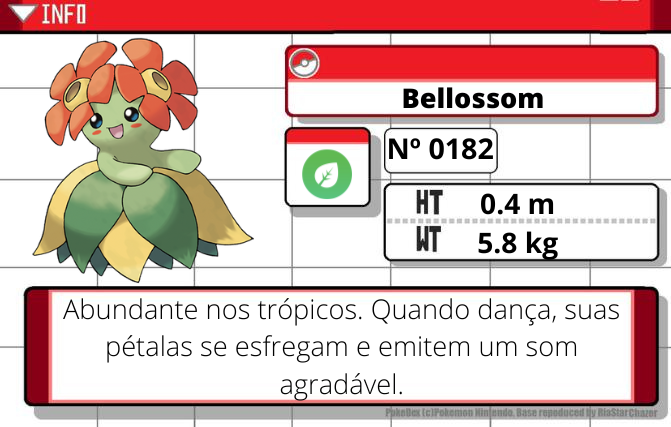 INFO
Bellossom
Nº 0182
HT 0.4 m
WT 5.8 kg
Abundante nos trópicos. Quando dança, suas
pétalas se esfregam e emitem um som
agradável.
PokeDex (c)Pokemon Nintendo. Base repoduced by RiaStarChazer